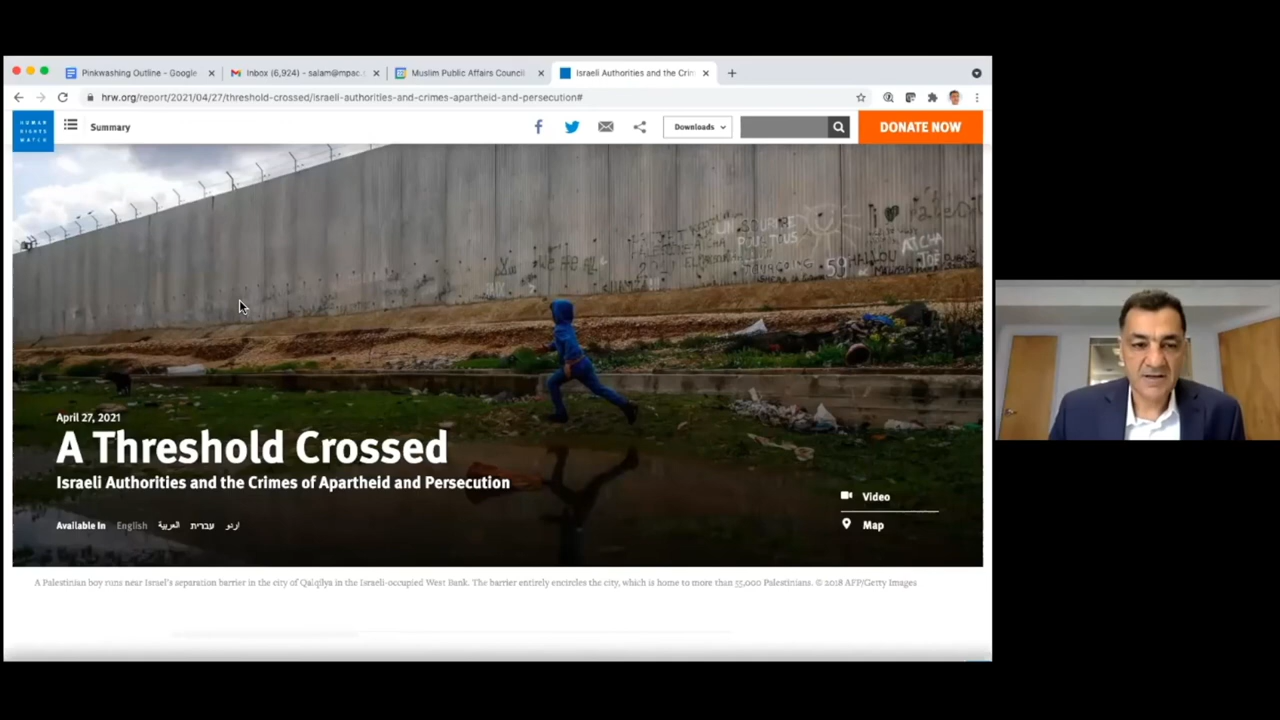 Pinkwashing Outline - Google
Inbox (6,924) - salam@mpac.
Muslim Public Affairs Council
Israeli Authorities and the Crim
hrw.org/report/2021/04/27/threshold-crossed/israeli-authorities-and-crimes-apartheid-and-persecution#
HUMAN
RIGHTS
WATCH
Summary
Downloads
DONATE NOW
UN SOURIRE
POUR TOUS
April 27, 2021
A Threshold Crossed
Israeli Authorities and the Crimes of Apartheid and Persecution
Available In English العربية עברית اردو
Video
Map
A Palestinian boy runs near Israel's separation barrier in the city of Qalqilya in the Israeli-occupied West Bank. The barrier entirely encircles the city, which is home to more than 55,000 Palestinians. © 2018 AFP/Getty Images